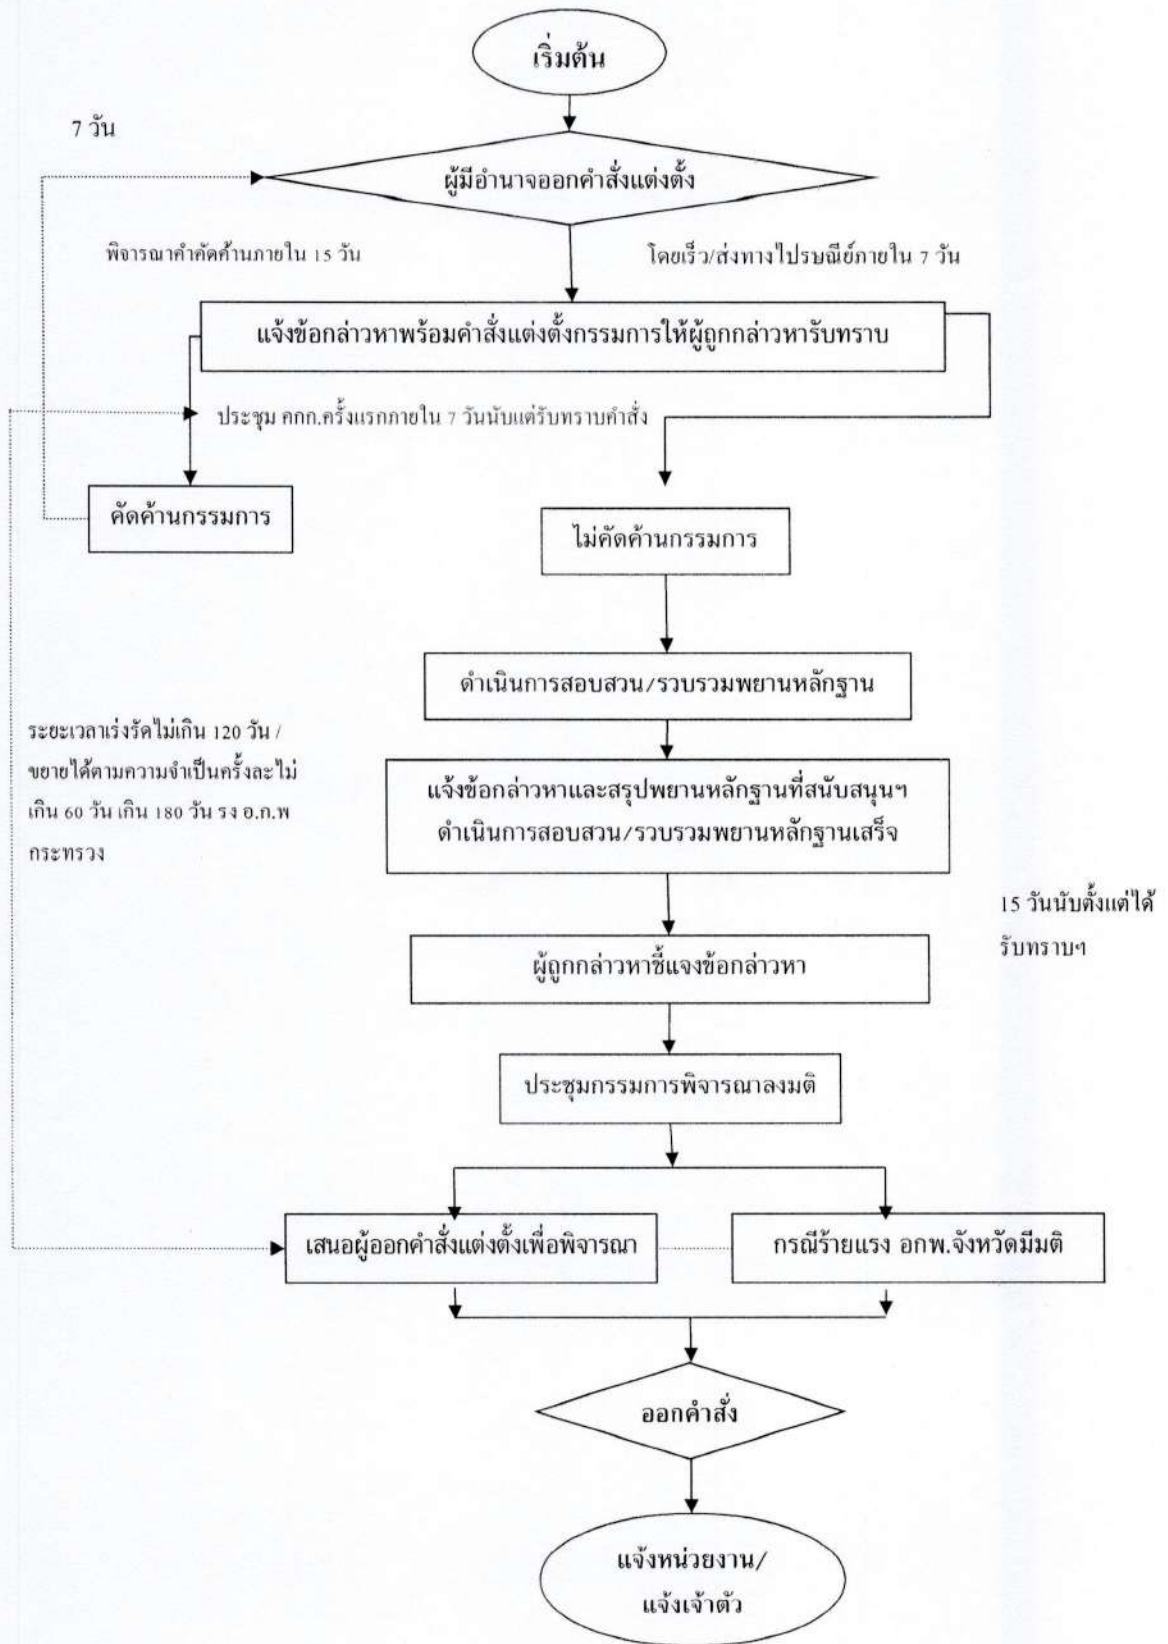 เริ่มต้น
7 วัน
ผู้มีอำนาจออกคำสั่งแต่งตั้ง
พิจารณาคำคัดค้านภายใน 15 วัน
โดยเร็ว/ส่งทางไปรษณีย์ภายใน 7 วัน
แจ้งข้อกล่าวหาพร้อมคำสั่งแต่งตั้งกรรมการให้ผู้ถูกกล่าวหารับทราบ
ประชุม คกก.ครั้งแรกภายใน 7 วันนับแต่รับทราบคำสั่ง
คัดค้านกรรมการ
ไม่คัดค้านกรรมการ
ดำเนินการสอบสวน/รวบรวมพยานหลักฐาน
ระยะเวลาเร่งรัดไม่เกิน 120 วัน /
ขยายได้ตามความจำเป็นครั้งละไม่
เกิน 60 วัน เกิน 180 วัน รง อ.ก.พ
กระทรวง
แจ้งข้อกล่าวหาและสรุปพยานหลักฐานที่สนับสนุนฯ
ดำเนินการสอบสวน/รวบรวมพยานหลักฐานเสร็จ
15 วันนับตั้งแต่ได้
รับทราบฯ
ผู้ถูกกล่าวหาชี้แจงข้อกล่าวหา
ประชุมกรรมการพิจารณาลงมติ
เสนอผู้ออกคำสั่งแต่งตั้งเพื่อพิจารณา
กรณีร้ายแรง อกพ.จังหวัดมีมติ
ออกคำสั่ง
แจ้งหน่วยงาน/
แจ้งเจ้าตัว